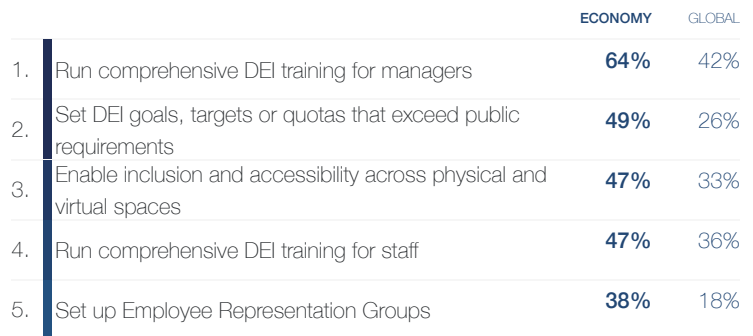 ECONOMY GLOBAL
1. Run comprehensive DEI training for managers 64% 42%
2. Set DEI goals, targets or quotas that exceed public
requirements 49% 26%
3. Enable inclusion and accessibility across physical and
virtual spaces 47% 33%
4. Run comprehensive DEI training for staff 47% 36%
5. Set up Employee Representation Groups 38% 18%